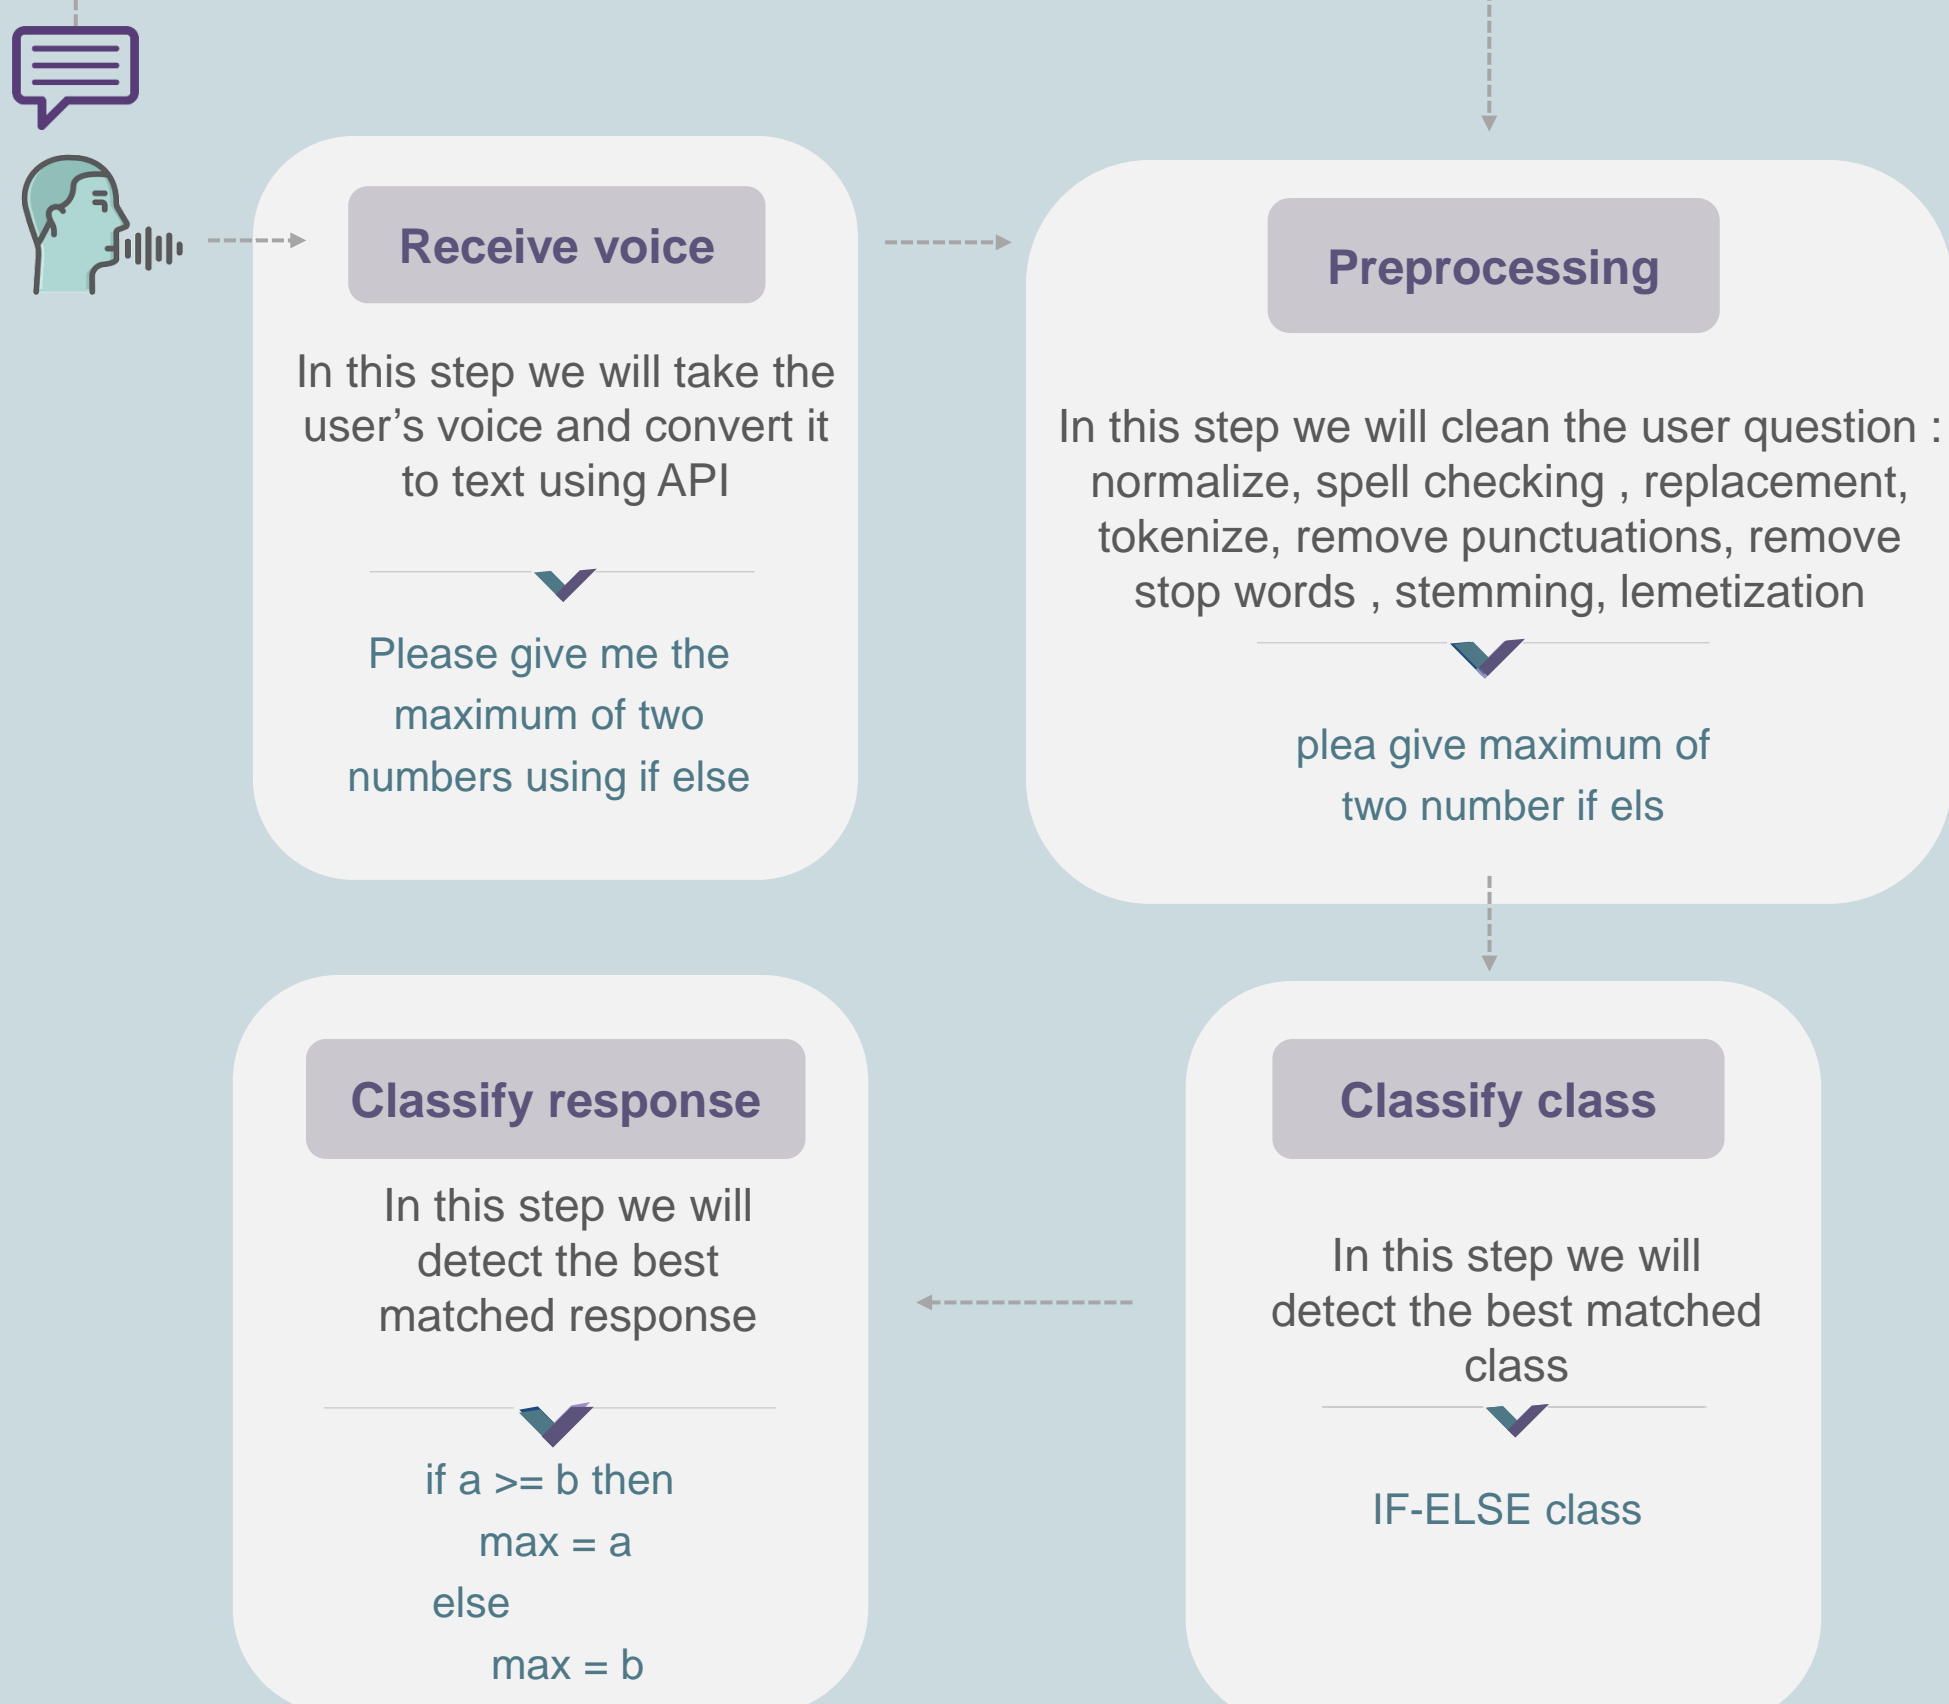 Receive voice
In this step we will take the
user’s voice and convert it
to text using API
Please give me the
maximum of two
numbers using if else
Preprocessing
In this step we will clean the user question :
normalize, spell checking , replacement,
tokenize, remove punctuations, remove
stop words , stemming, lemetization
plea give maximum of
two number if els
Classify class
In this step we will
detect the best matched
class
IF-ELSE class
Classify response
In this step we will
detect the best
matched response
if a >= b then
max = a
else
max = b